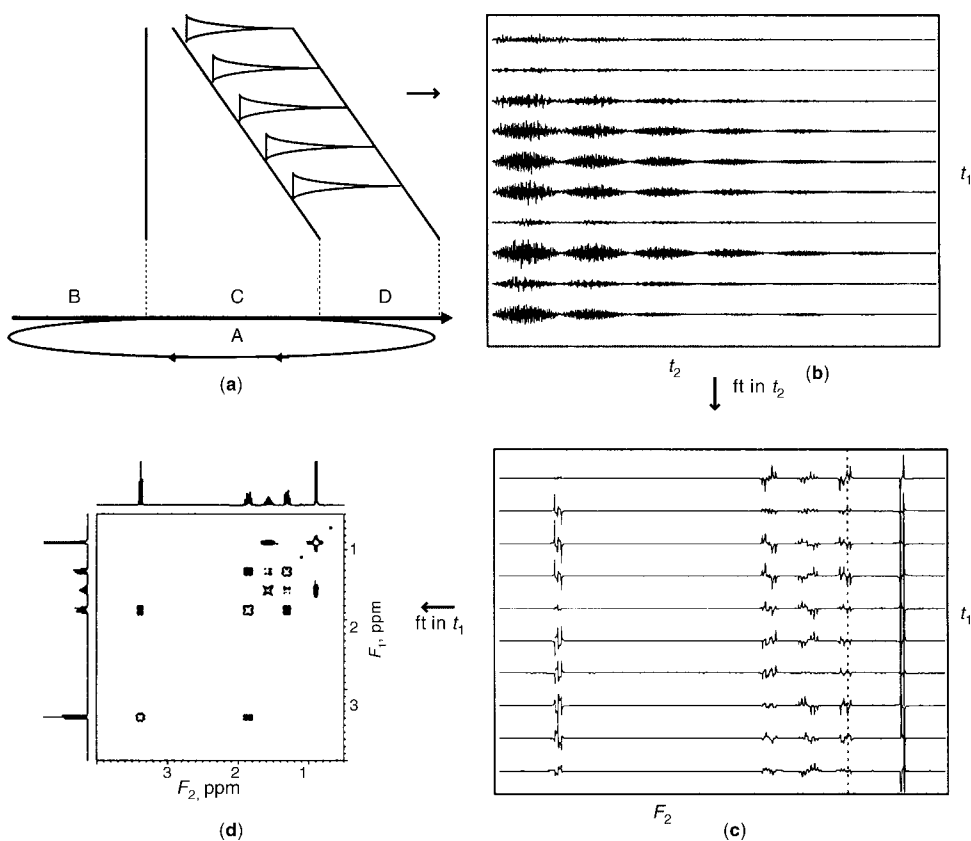 B C D
A
(a)
t1
t2 (b)
ft in t2
1
2
3
F1, ppm
ft in t1
3 2 1
F2, ppm
(d)
t1
F2 (c)